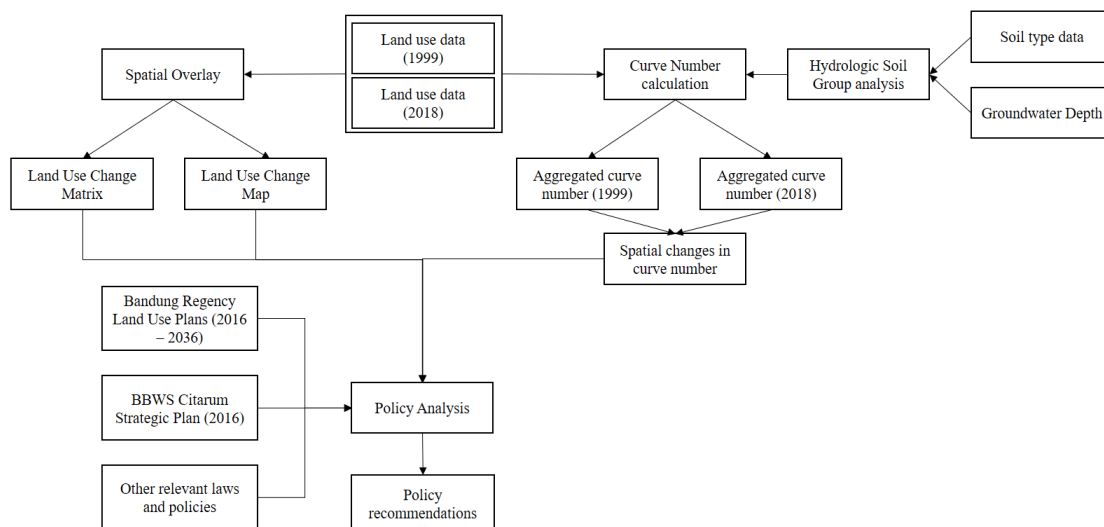 Land use data
(1999)
Land use data
(2018)
Spatial Overlay
Curve Number
calculation
Hydrologic Soil
Group analysis
Soil type data
Groundwater Depth
Land Use Change
Matrix
Land Use Change
Map
Aggregated curve
number (1999)
Aggregated curve
number (2018)
Spatial changes in
curve number
Bandung Regency
Land Use Plans (2016
– 2036)
BBWS Citarum
Strategic Plan (2016)
Other relevant laws
and policies
Policy Analysis
Policy
recommendations